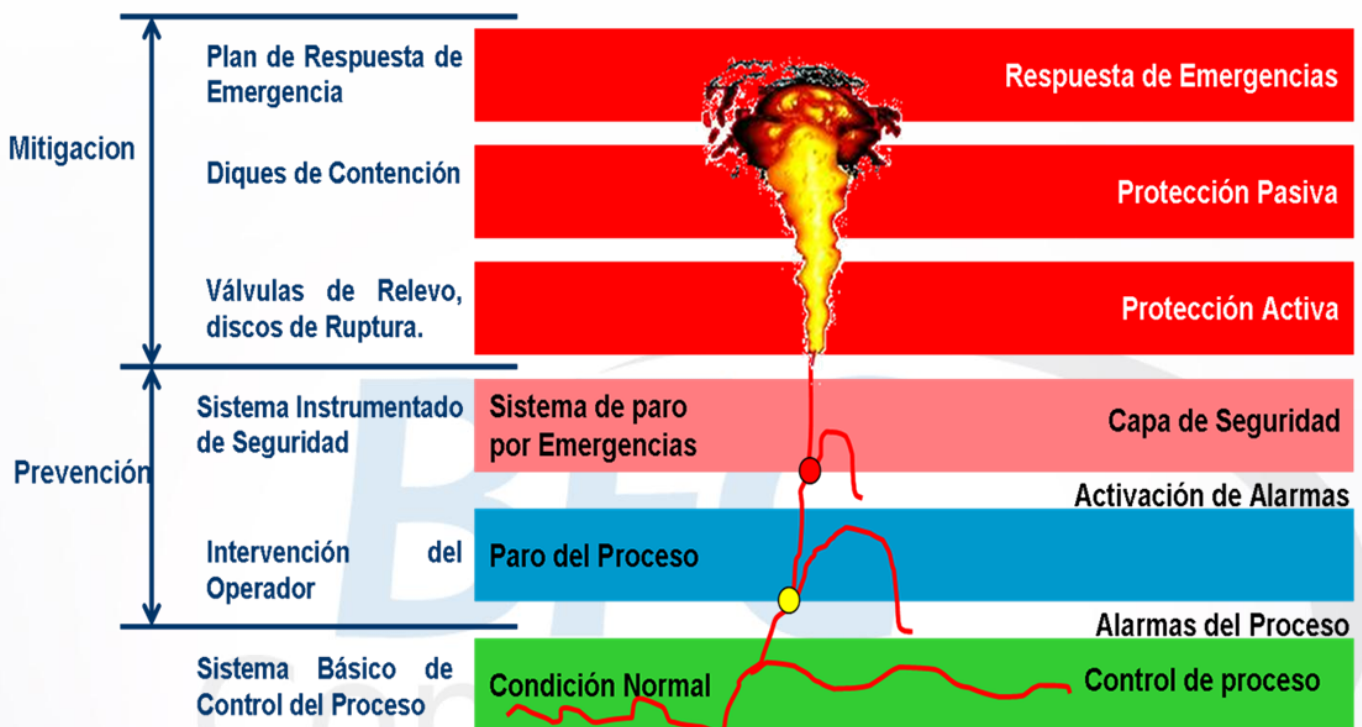 Plan de Respuesta de
Emergencia
Respuesta de Emergencias
Mitigacion
Diques de Contención
Protección Pasiva
Válvulas de Relevo,
discos de Ruptura.
Protección Activa
Sistema Instrumentado
de Seguridad
Sistema de paro
por Emergencias
Capa de Seguridad
Prevención
Activación de Alarmas
Intervención del
Operador
Paro del Proceso
Alarmas del Proceso
Sistema Básico de
Control del Proceso
Condición Normal
Control de proceso